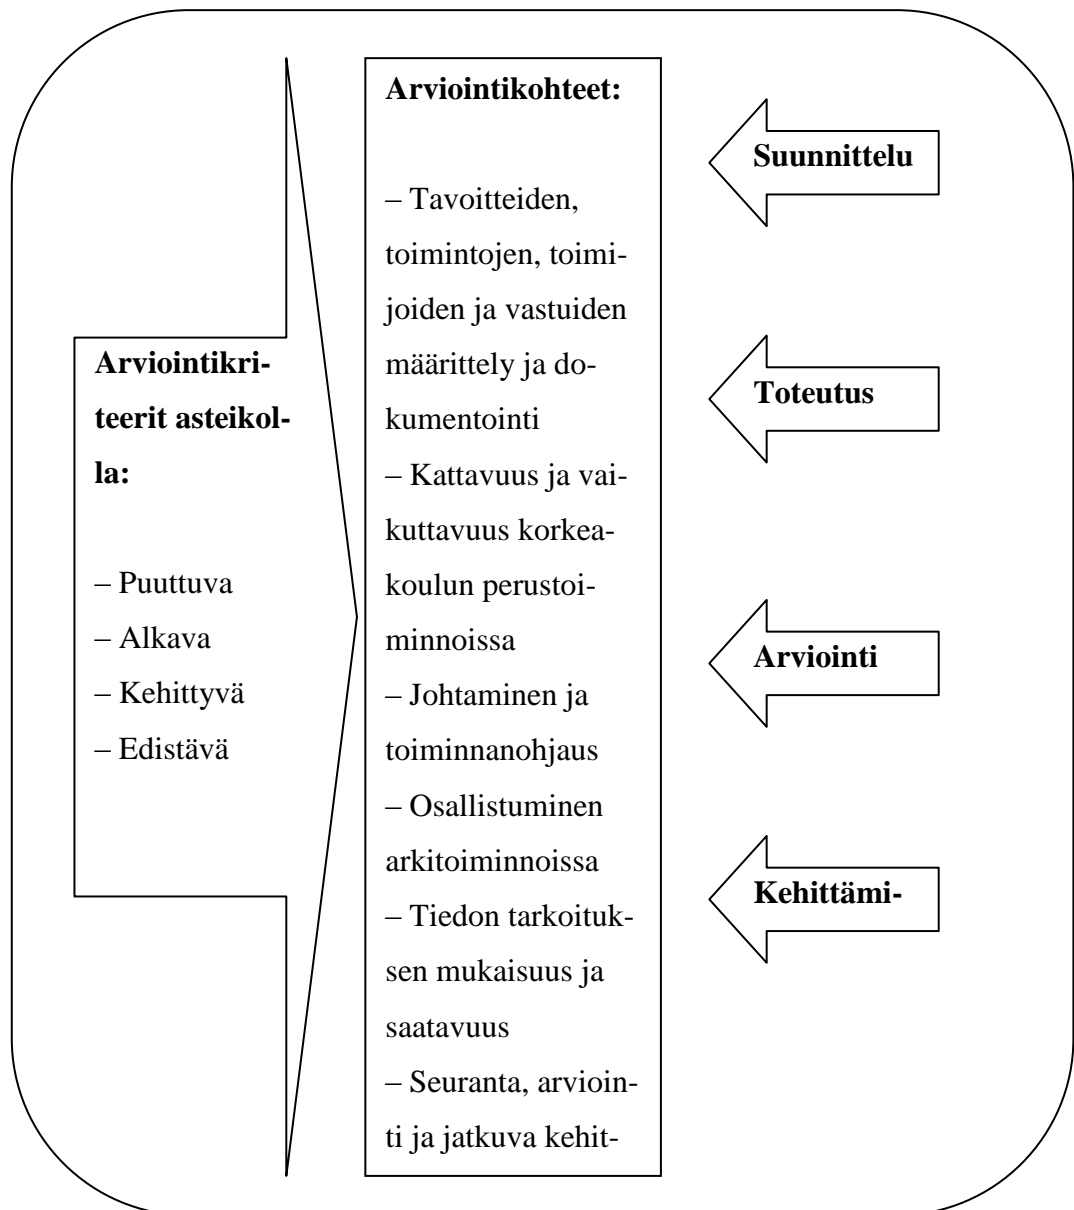 Arviointikri-
teerit asteikol-
la:
– Puuttuva
– Alkava
– Kehittyvä
– Edistävä
Arviointikohteet:
– Tavoitteiden,
toimintojen, toimi-
joiden ja vastuiden
määrittely ja do-
kumentointi
– Kattavuus ja vai-
kuttavuus korkea-
koulun perustoi-
minnoissa
– Johtaminen ja
toiminnanohjaus
– Osallistuminen
arkitoiminnoissa
– Tiedon tarkoituk-
sen mukaisuus ja
saatavuus
– Seuranta, arvioin-
ti ja jatkuva kehit-
Suunnittelu
Toteutus
Arviointi
Kehittämi-